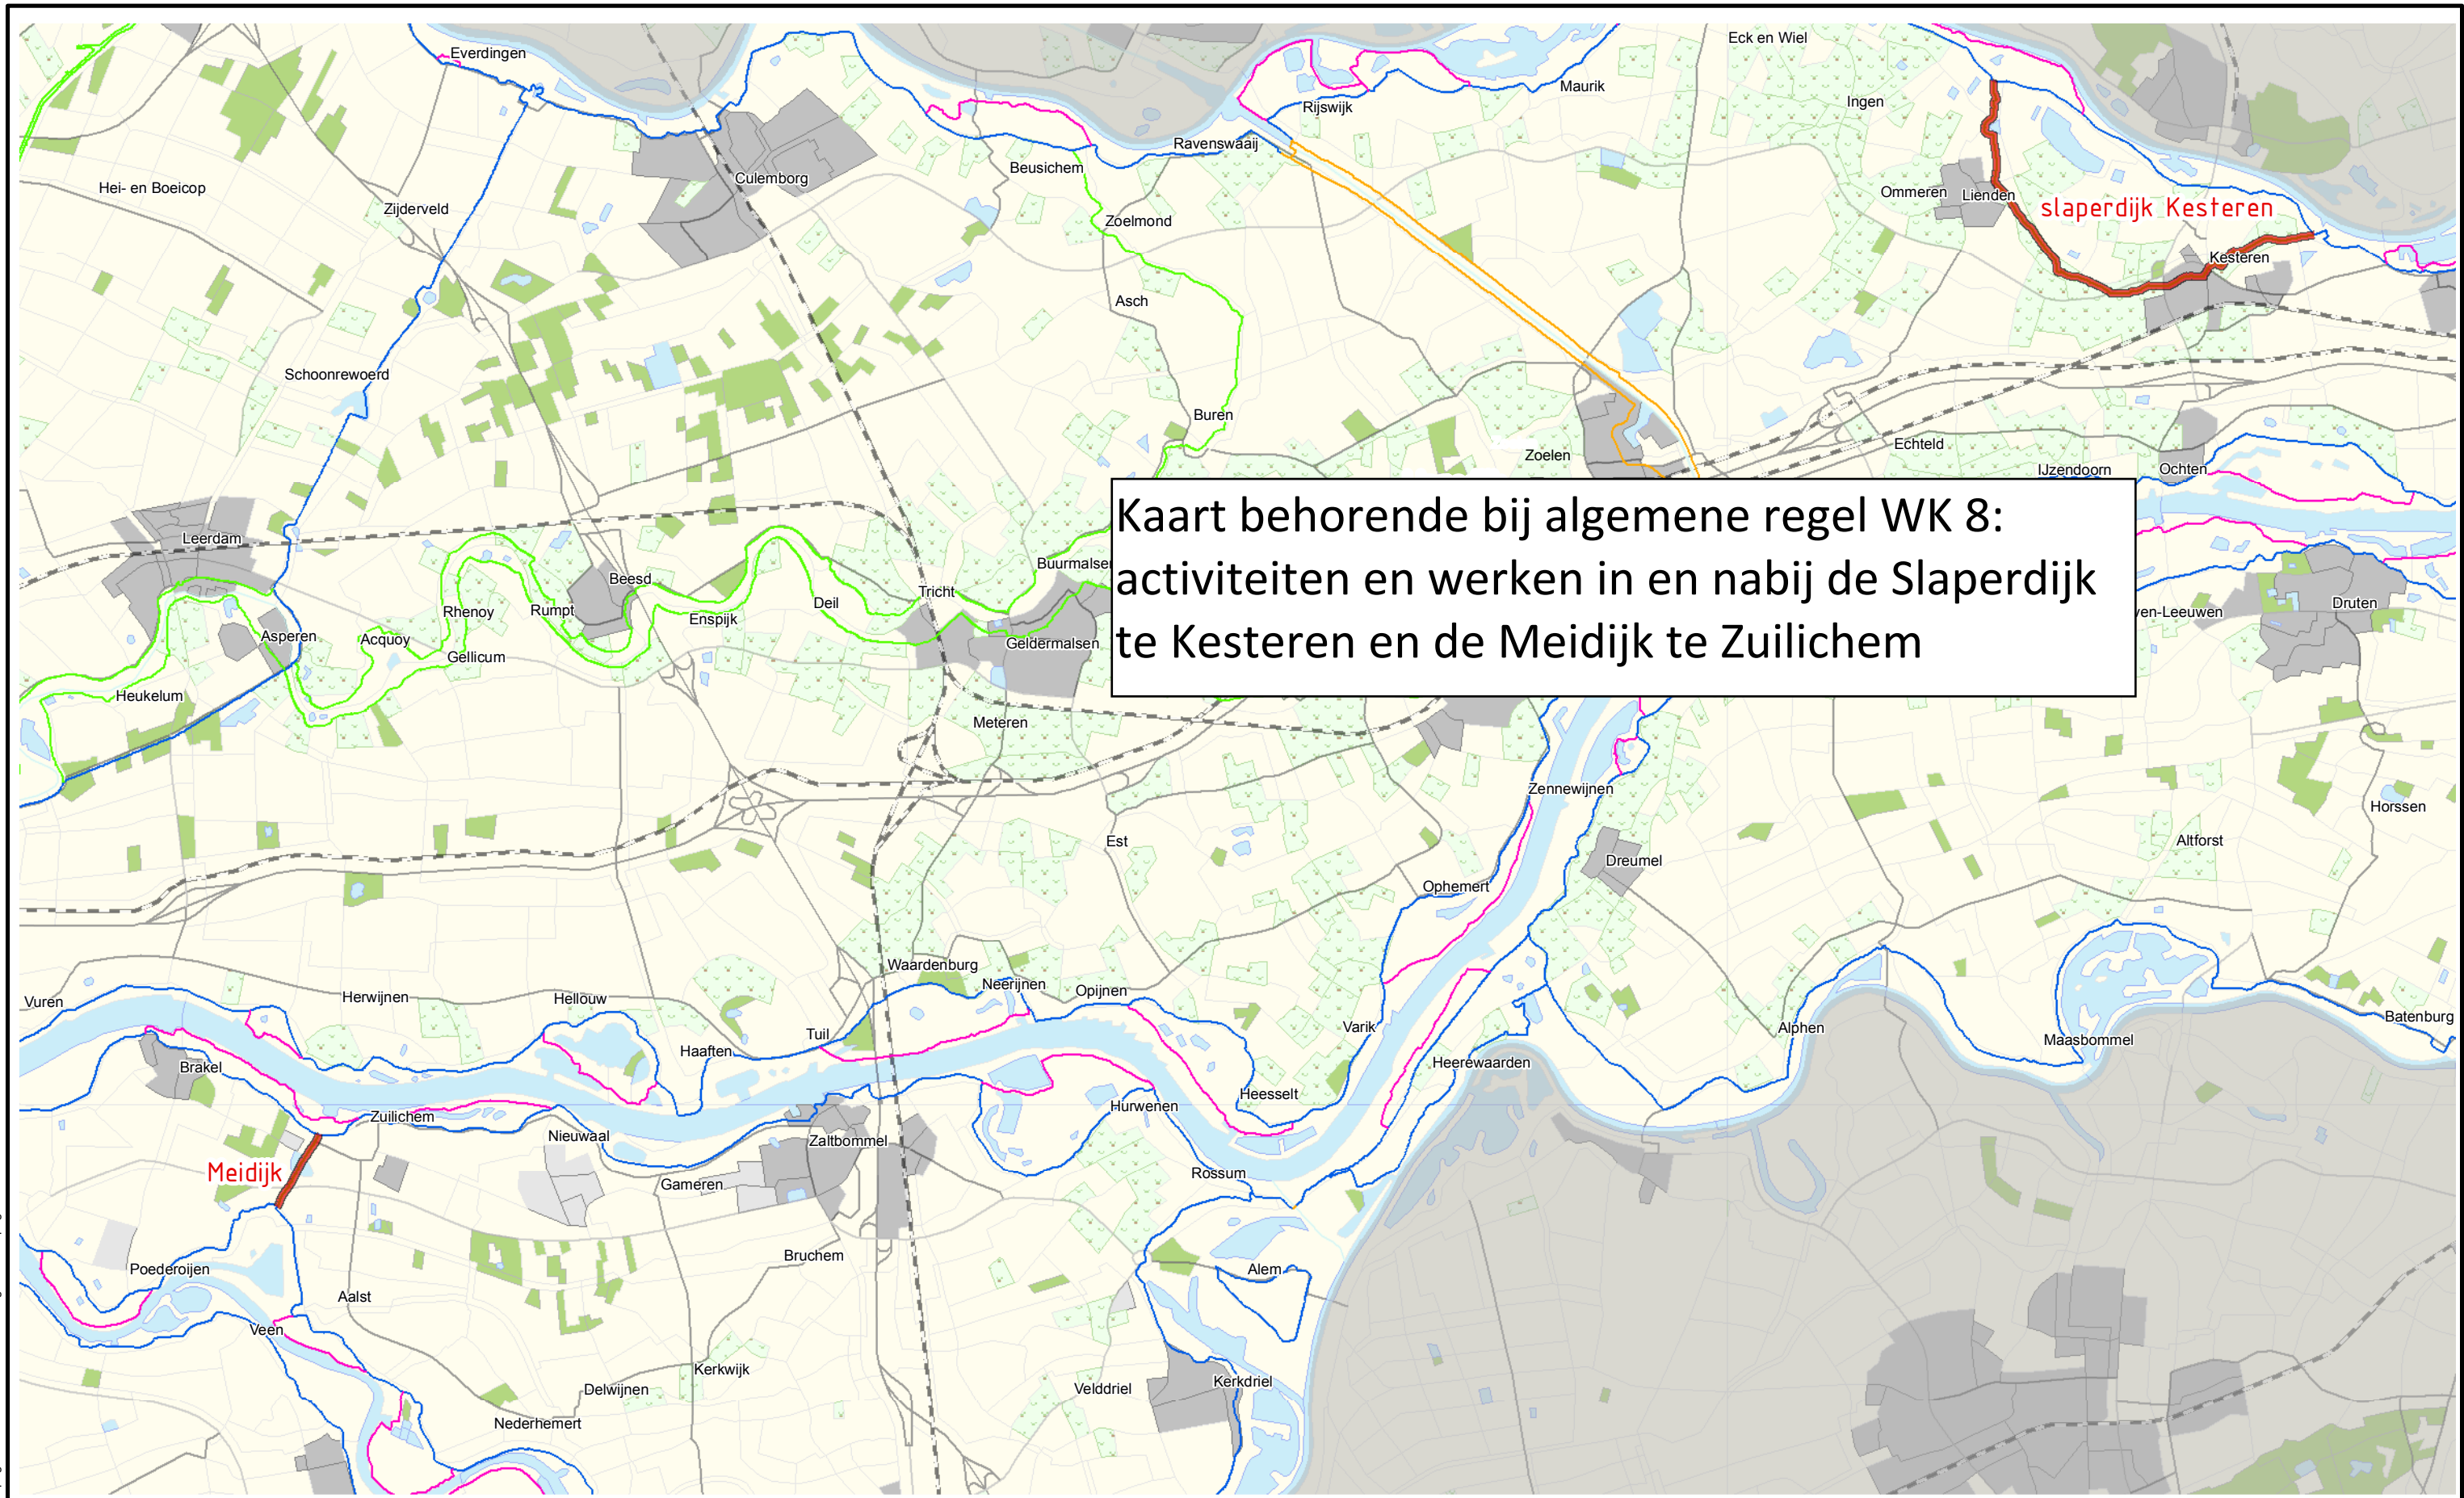 Everdingen
Eck en Wiel
Maurik
Ingen
Rijswijk
Ravenswaaij
Beusichem
Culemborg
Hei- en Boeicop
Zijderveld
Ommeren
Lienden
slaperdijk Kesteren
Zoelmond
Kesteren
Asch
Schoonrewoerd
Buren
Echteld
Zoelen
IJzendoorn
Ochten
Kaart behorende bij algemene regel WK 8:
activiteiten en werken in en nabij de Slaperdijk
te Kesteren en de Meidijk te Zuilichem
Leerdam
Buurmalsen
Beesd
Tricht
Deil
Rhenoy
Rumpt
Enspijk
Druten
ven-Leeuwen
Asperen
Acquoy
Gellicum
Geldermalsen
Heukelum
Meteren
Zennewijnen
Horssen
Est
Altforst
Dreumel
Ophemert
Waardenburg
Neerijnen
Opijnen
Vuren
Herwijnen
Hellouw
Batenburg
Varik
Alphen
Tuil
Maasbommel
Haaften
Brakel
Heerewaarden
Heesselt
Hurwenen
Zuilichem
Nieuwaal
Zaltbommel
Meidijk
Rossum
Gameren
Bruchem
Poederoijen
Alem
Aalst
Veen
Kerkwijk
Kerkdriel
Delwijnen
Velddriel
Nederhemert